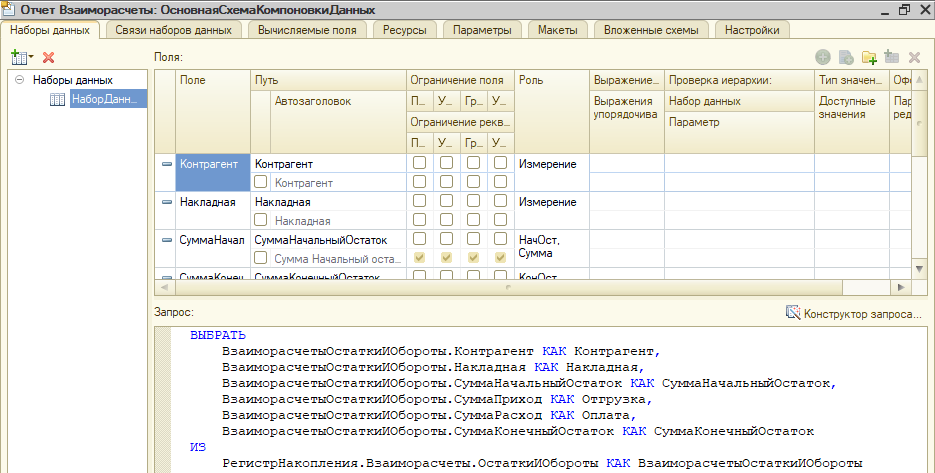 Отчет Взаиморасчеты: ОсновнаяСхемаКомпоновкиДанных
Наборы данных Связи наборов данных Вычисляемые поля Ресурсы Параметры Макеты Вложенные схемы Настройки
Поля:
Наборы данных
НаборДанн...
Поле Путь Ограничение поля Роль Выражение... Проверка иерархии: Тип значен... Офо
Автозаголовок П... У... Гр... У... Выражения упорядочива Набор данных Доступные значения Пар ред
Ограничение рекв... Параметр
П... У... Гр... У...
Контрагент Контрагент Измерение
Контрагент
Накладная Накладная Измерение
Накладная
СуммаНачал СуммаНачальныйОстаток НачОст,
Сумма Начальный оста... Сумма
СуммаКонеч СуммаКонечныйОстаток КонОст,
Запрос:
Конструктор запроса...
ВЫБРАТЬ
ВзаиморасчетыОстаткиИОбороты.Контрагент КАК Контрагент,
ВзаиморасчетыОстаткиИОбороты.Накладная КАК Накладная,
ВзаиморасчетыОстаткиИОбороты.СуммаНачальныйОстаток КАК СуммаНачальныйОстаток,
ВзаиморасчетыОстаткиИОбороты.СуммаПриход КАК Отгрузка,
ВзаиморасчетыОстаткиИОбороты.СуммаРасход КАК Оплата,
ВзаиморасчетыОстаткиИОбороты.СуммаКонечныйОстаток КАК СуммаКонечныйОстаток
ИЗ
РегистрНакопления.Взаиморасчеты.ОстаткиИОбороты КАК ВзаиморасчетыОстаткиИОбороты